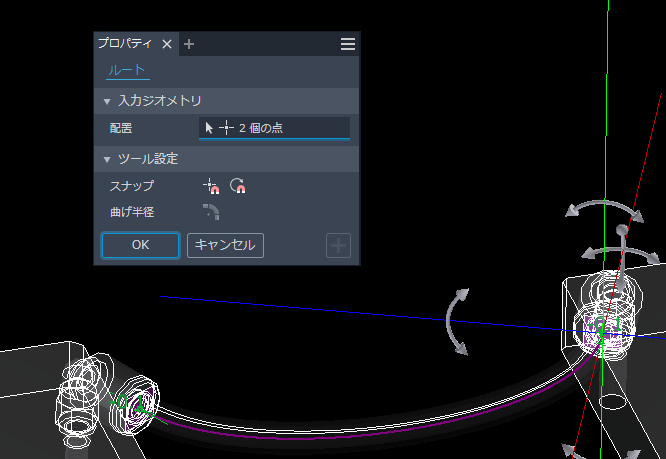 プロパティ
ルート
入力ジオメトリ
配置 2 個の点
ツール設定
スナップ
曲げ半径
OK キャンセル